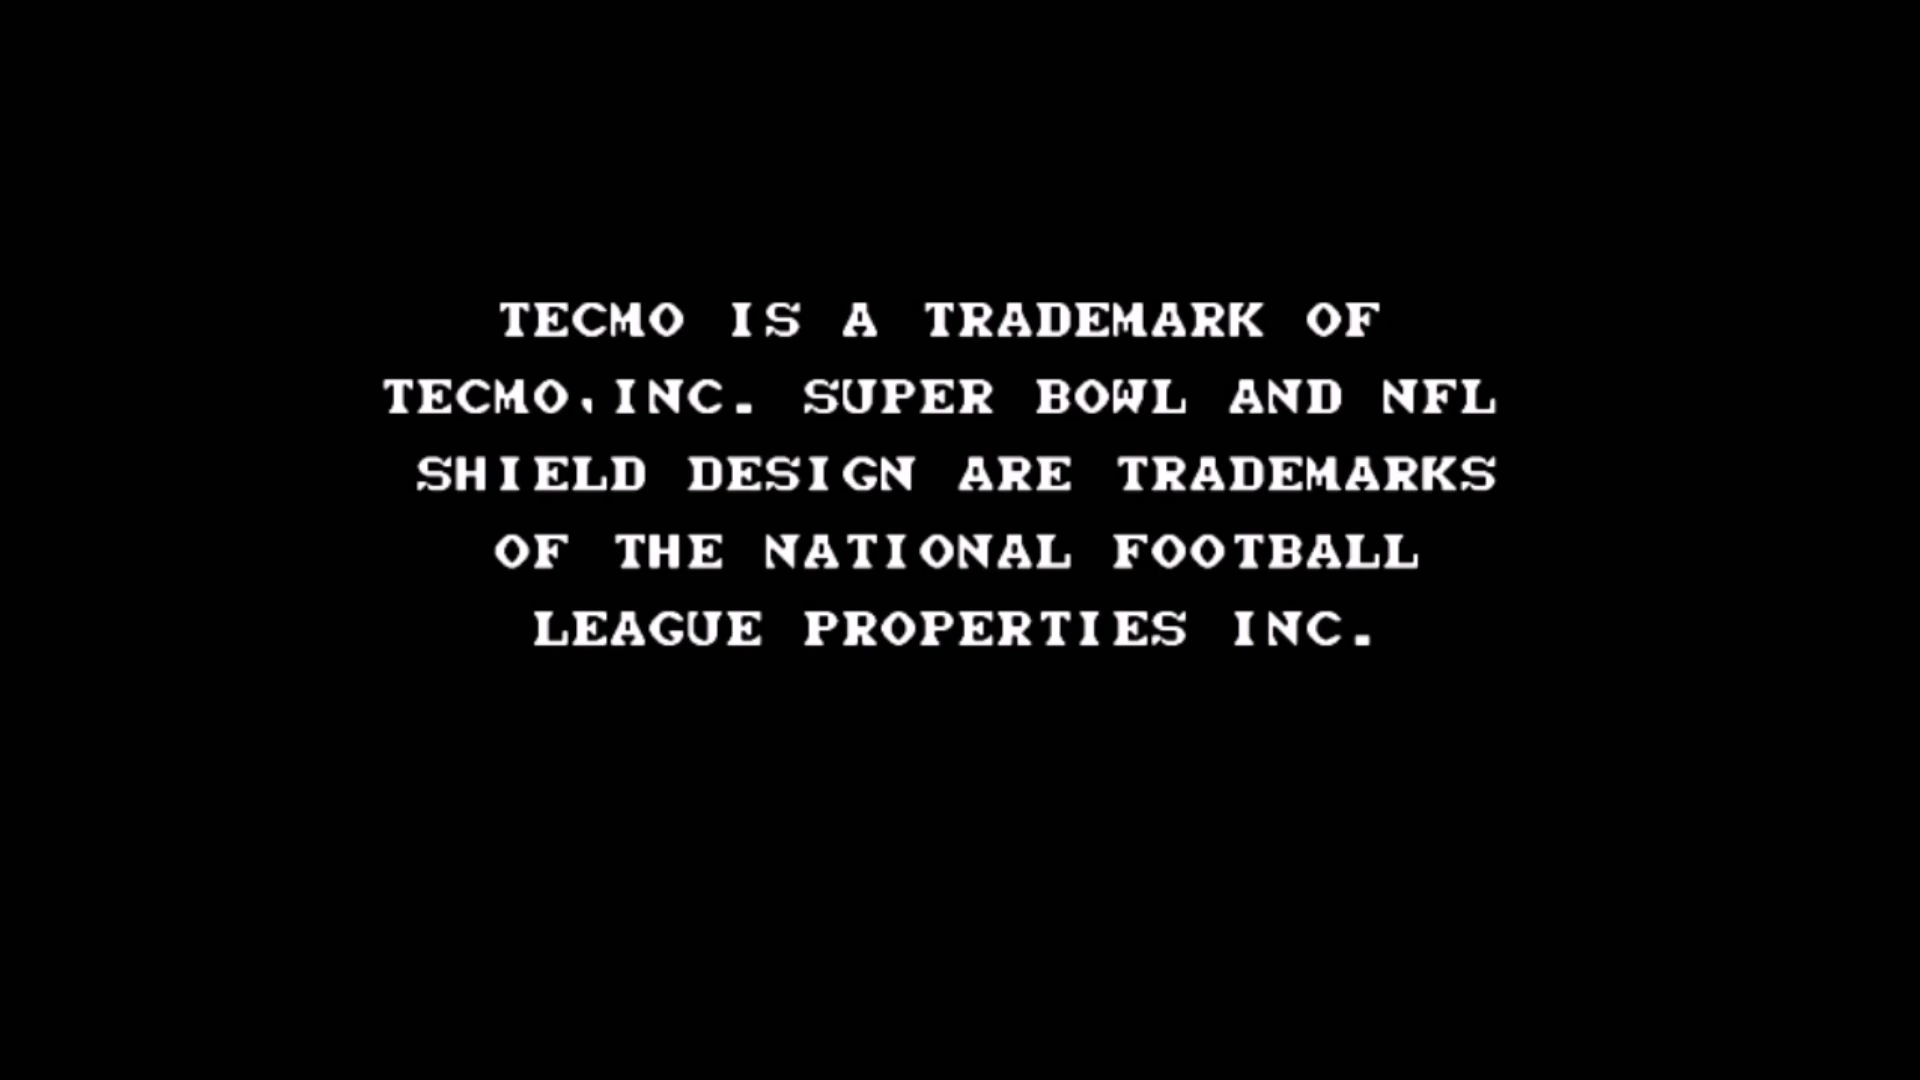 TECMO IS A TRADEMARK OF
TECMO,INC. SUPER BOWL AND NFL
SHIELD DESIGN ARE TRADEMARKS
OF THE NATIONAL FOOTBALL
LEAGUE PROPERTIES INC.